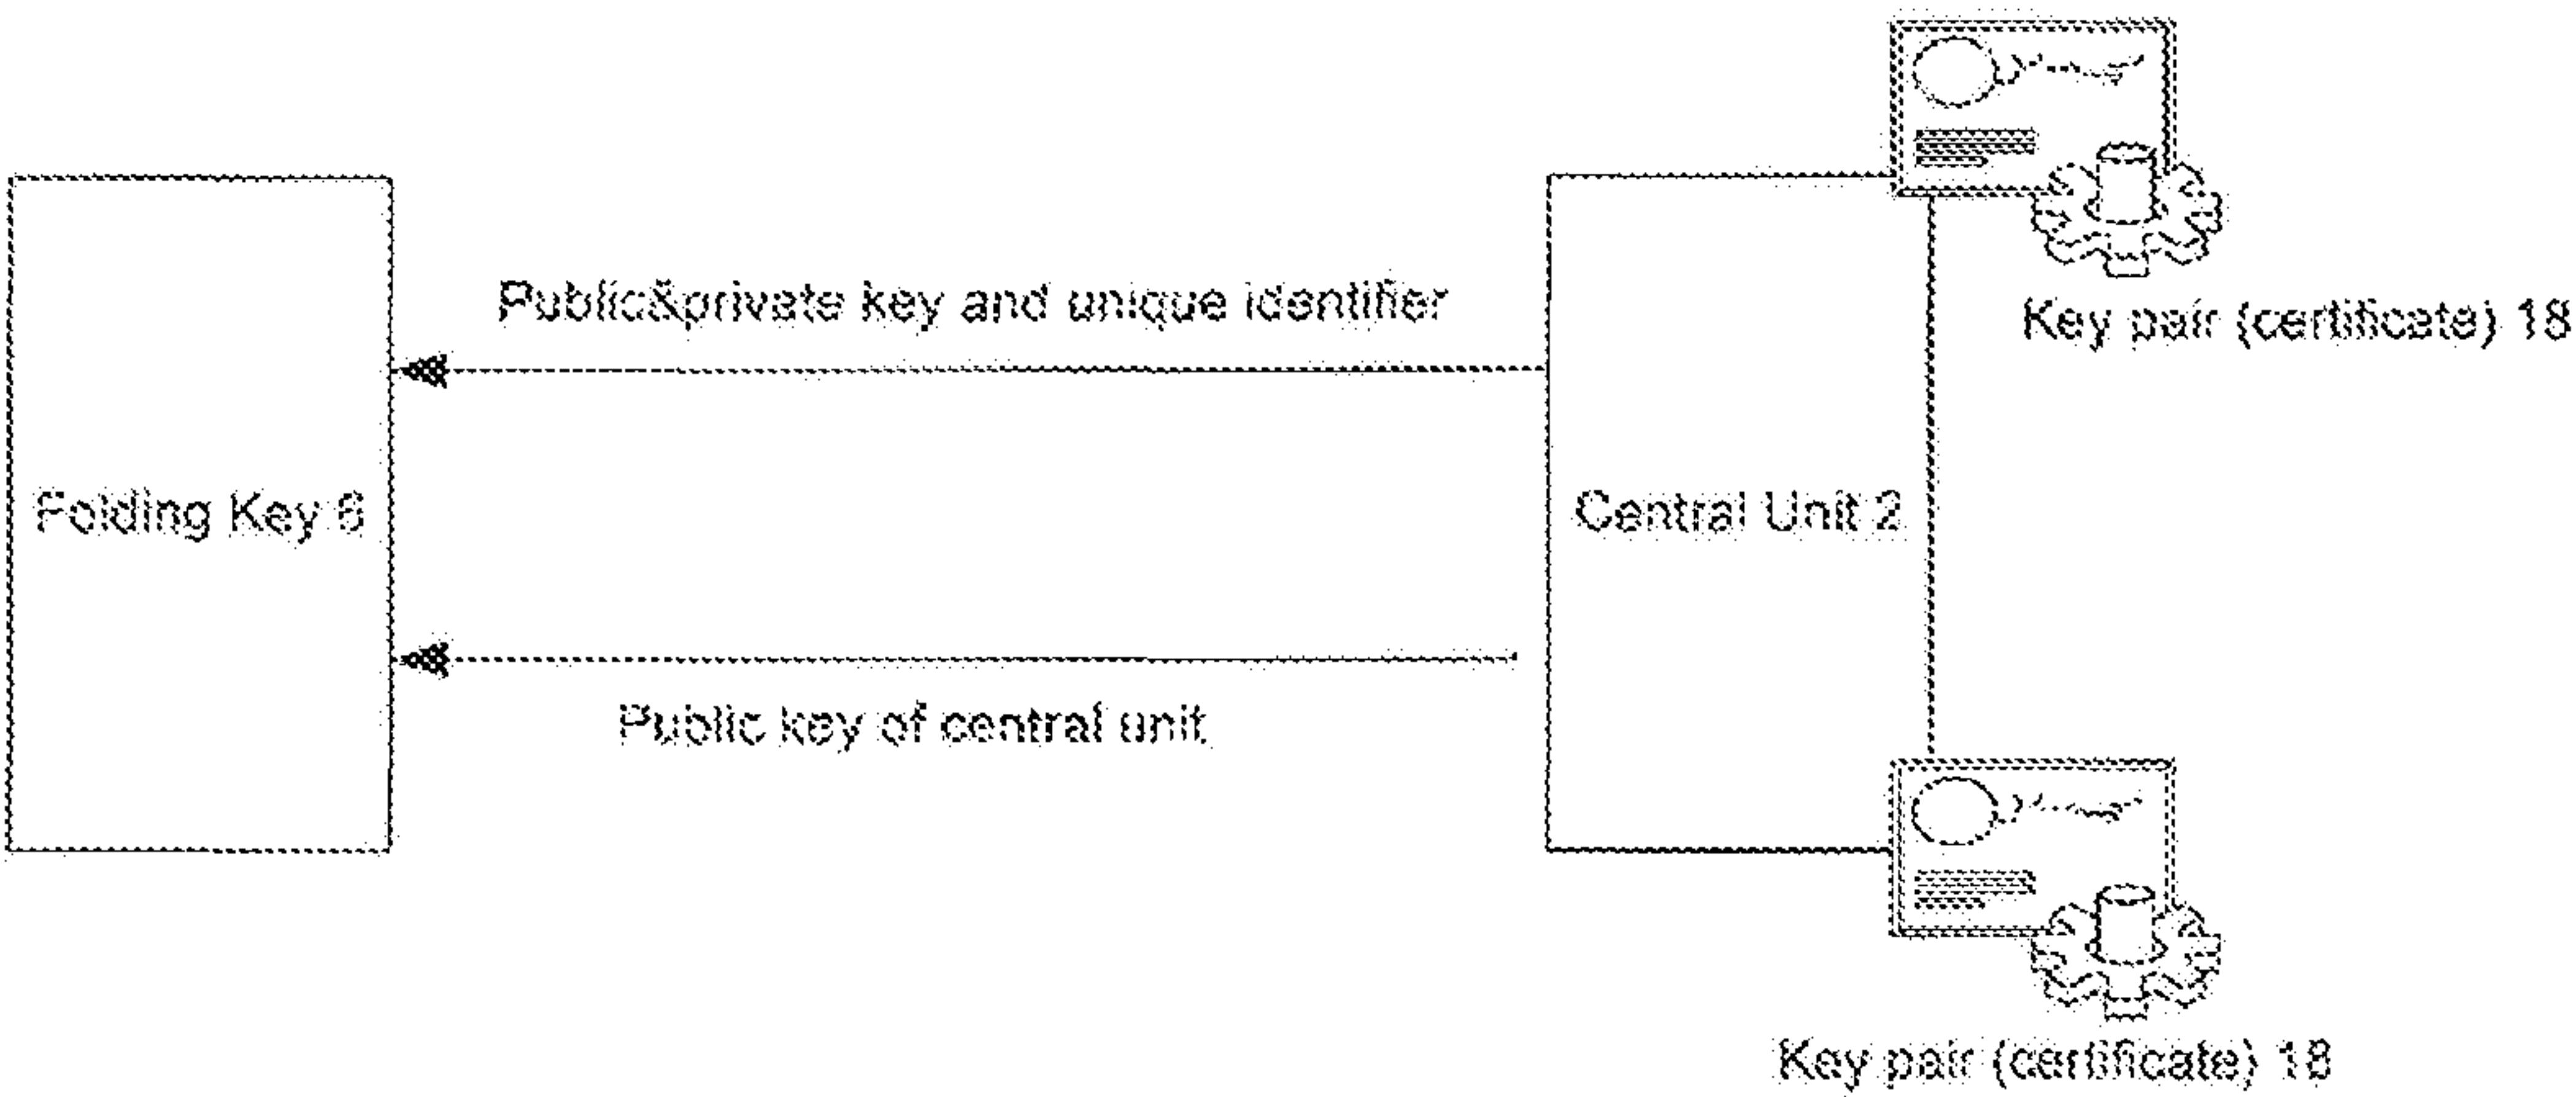 Key pair (certificate) 18
Public&private key and unique identifier
Folding Key 6
Central Unit 2
Public key of central unit
Key pair (certificate) 18